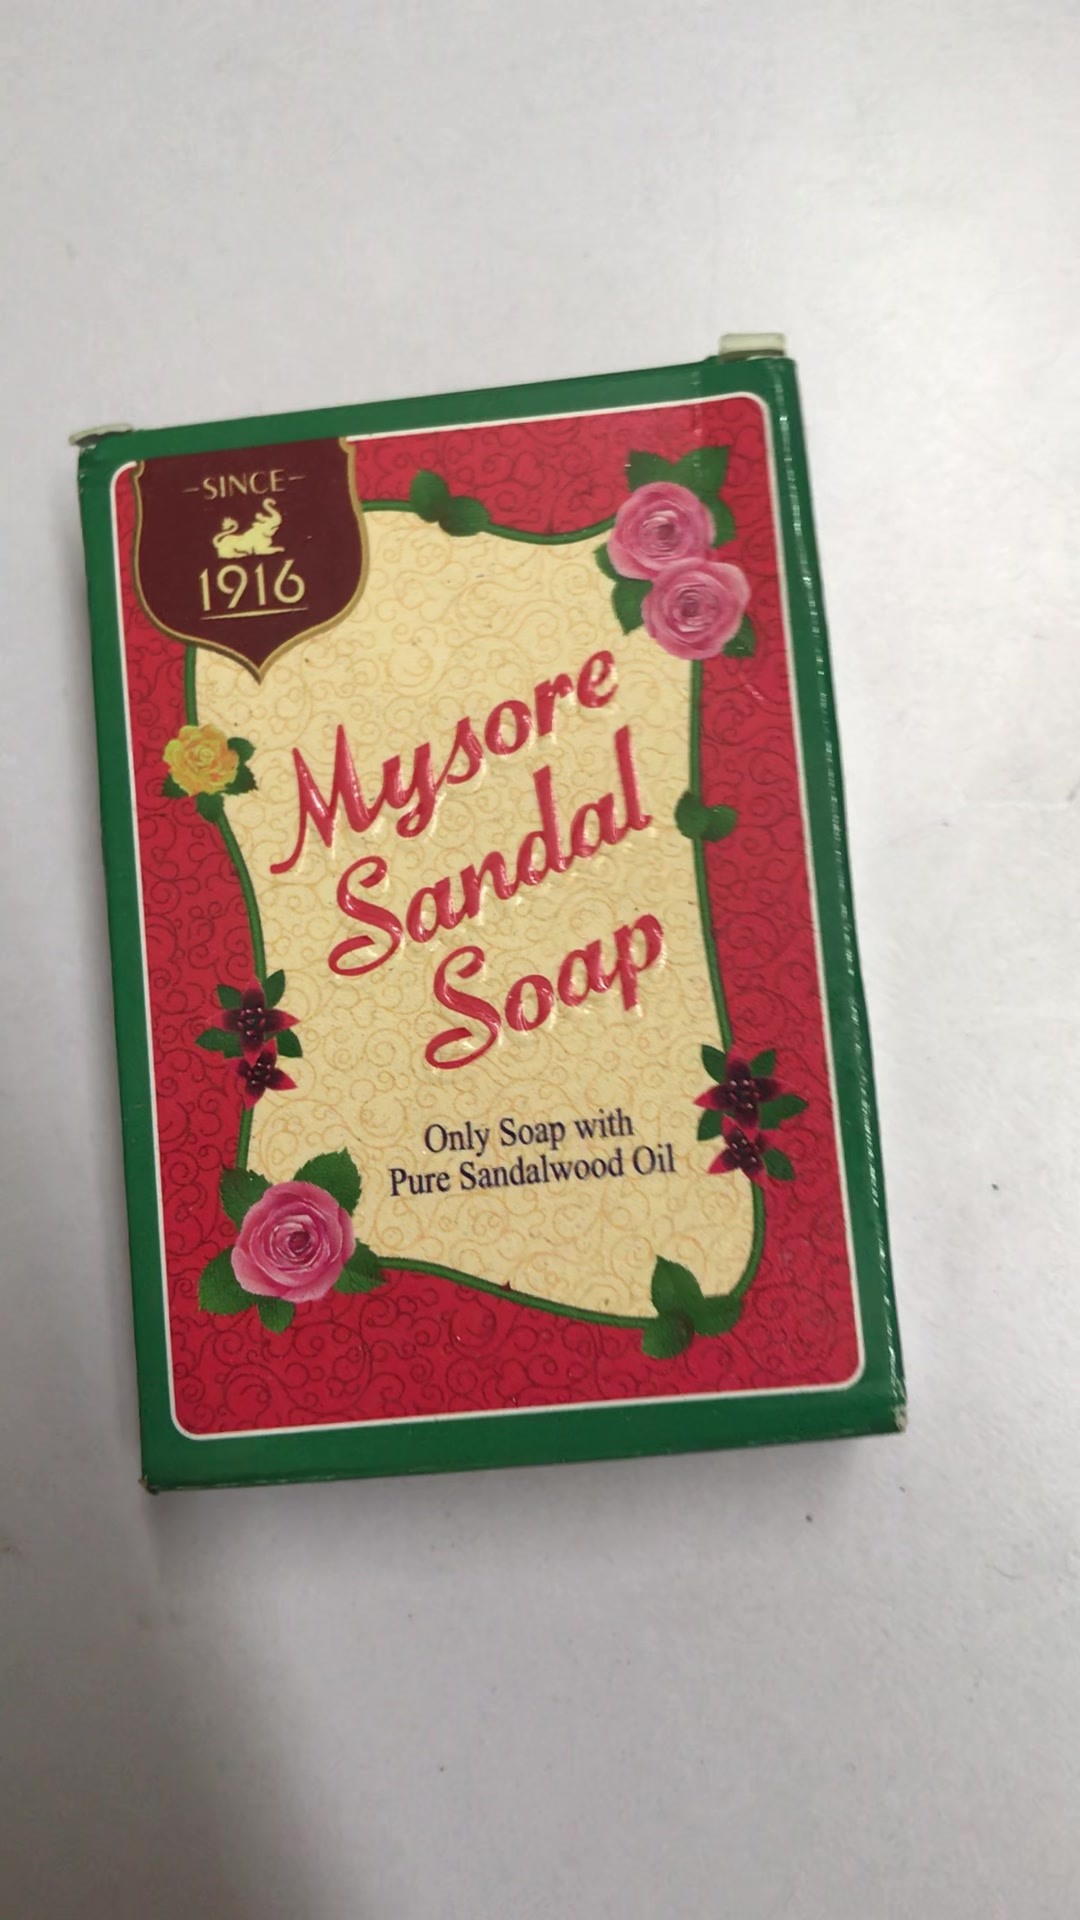 -SINCE-
1916
Mysore
Sandal
Soap
Only Soap with
Pure Sandalwood Oil